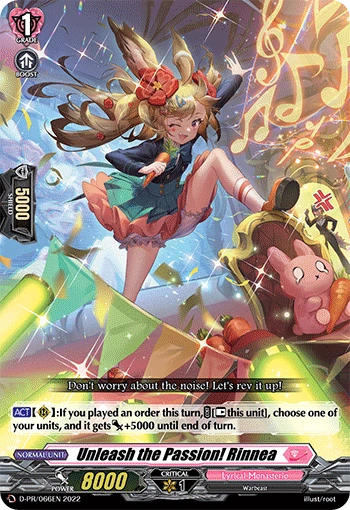 1
GRADE
BOOST
5000
SHIELD
Don't worry about the noise! Let's rev it up!
ACT【 】:If you played an order this turn, [ this unit), choose one of
your units, and it gets +5000 until end of turn.
NORMAL UNIT
Unleash the Passion! Rinnea
POWER 8000
CRITICAL
1
Lyrical Monasterio
Warbeast
D-PR/066EN 2022
illust/root